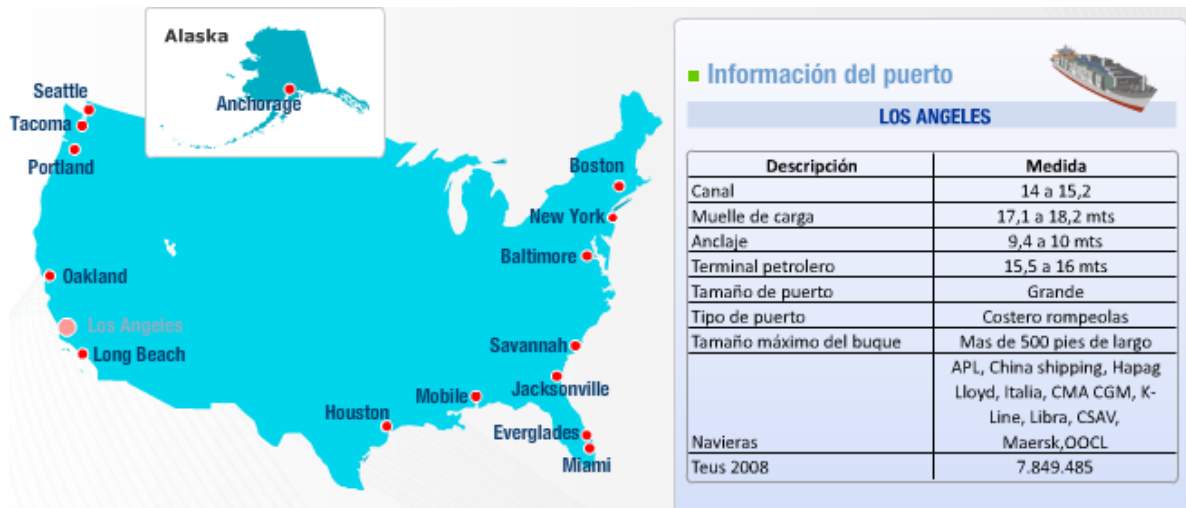 Alaska
Anchorage
Seattle
Tacoma
Portland
Boston
New York
Baltimore
Oakland
Los Angeles
Long Beach
Savannah
Jacksonville
Mobile
Houston
Everglades
Miami
Información del puerto
LOS ANGELES
Descripción Medida
Canal 14 a 15,2
Muelle de carga 17,1 a 18,2 mts
Anclaje 9,4 a 10 mts
Terminal petrolero 15,5 a 16 mts
Tamaño de puerto Grande
Tipo de puerto Costero rompeolas
Tamaño máximo del buque Mas de 500 pies de largo
APL, China shipping, Hapag
Lloyd, Italia, CMA CGM, K-
Line, Libra, CSAV,
Navieras Maersk,OOCL
Teus 2008 7.849.485